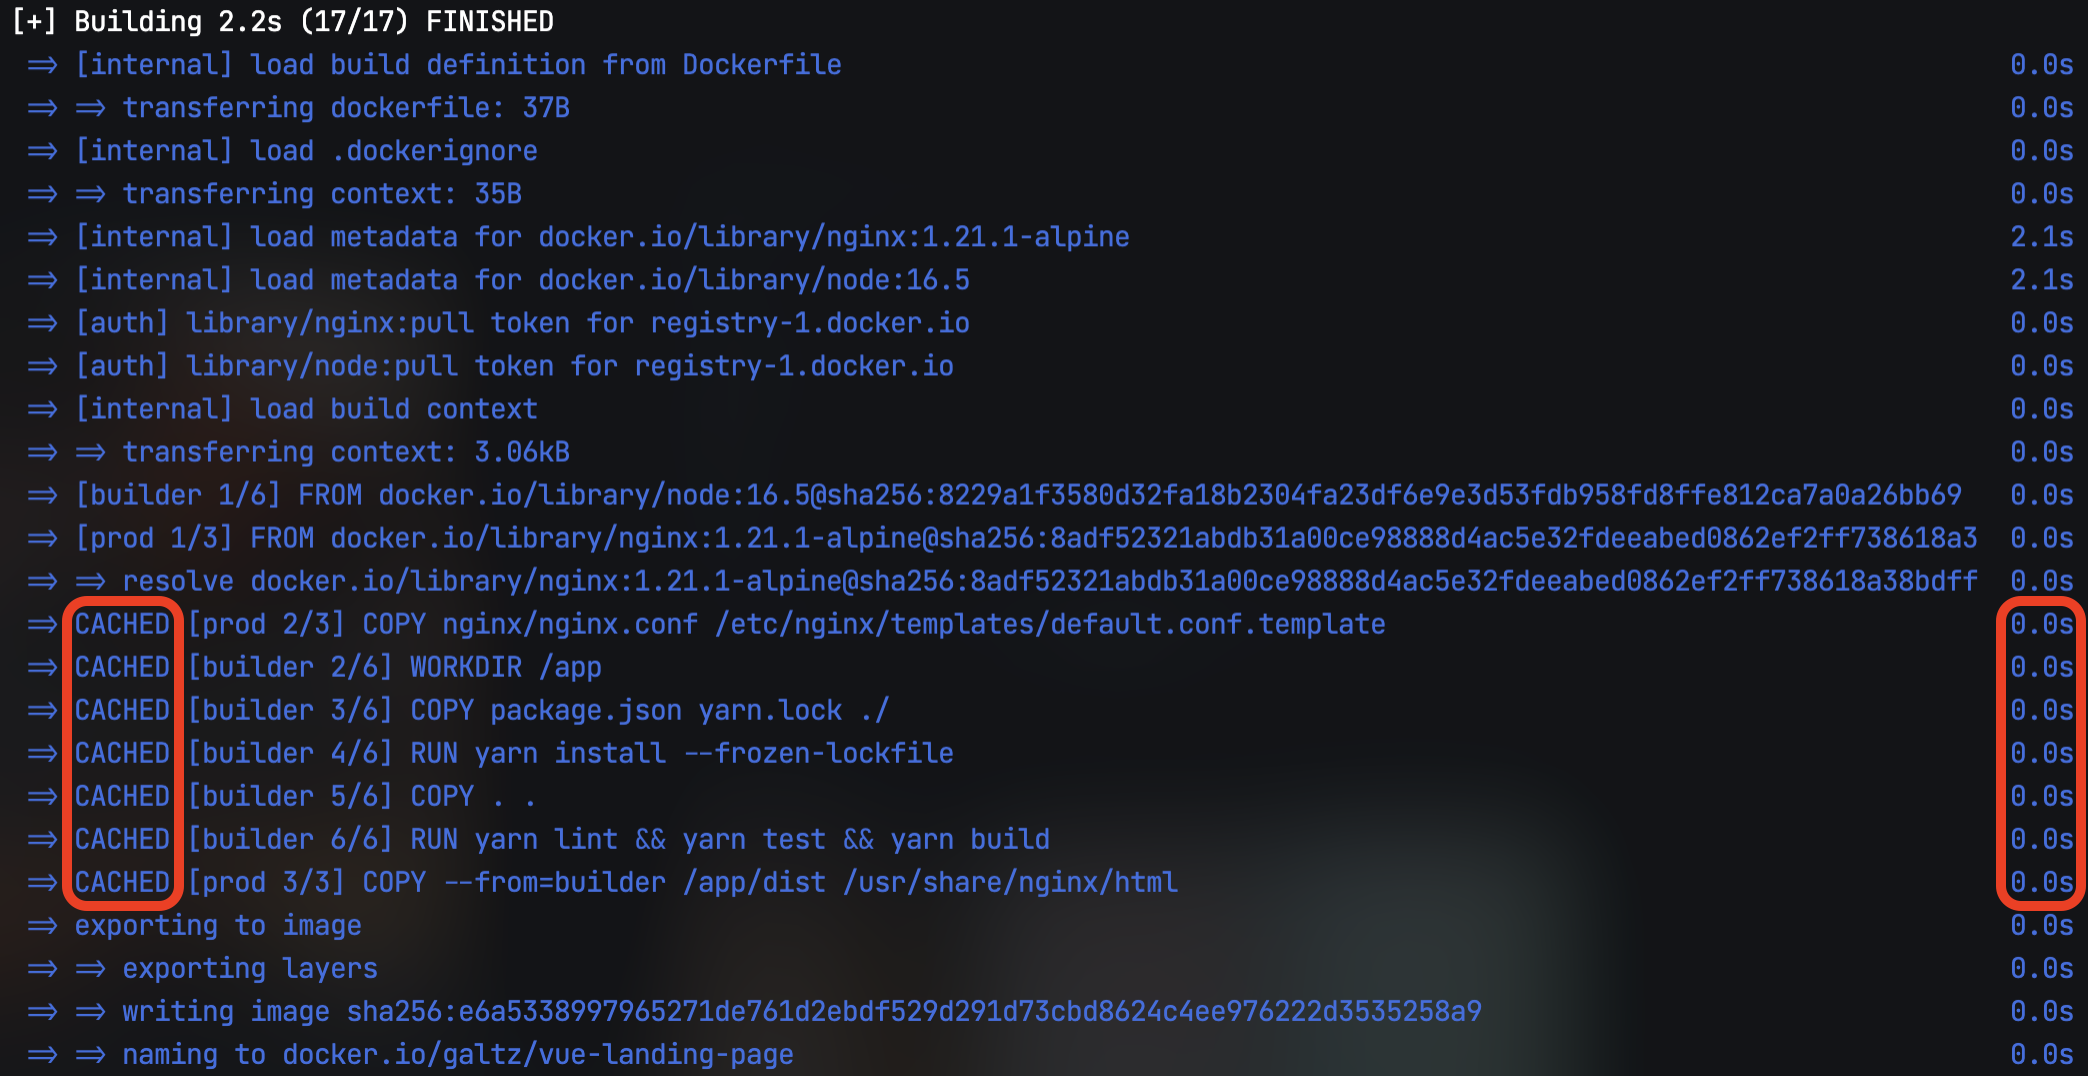 [+] Building 2.2s (17/17) FINISHED
=> [internal] load build definition from Dockerfile 0.0s
=> => transferring dockerfile: 37B 0.0s
=> [internal] load .dockerignore 0.0s
=> => transferring context: 35B 0.0s
=> [internal] load metadata for docker.io/library/nginx:1.21.1-alpine 2.1s
=> [internal] load metadata for docker.io/library/node:16.5 2.1s
=> [auth] library/nginx:pull token for registry-1.docker.io 0.0s
=> [auth] library/node:pull token for registry-1.docker.io 0.0s
=> [internal] load build context 0.0s
=> => transferring context: 3.06kB 0.0s
=> [builder 1/6] FROM docker.io/library/node:16.5@sha256:8229a1f3580d32fa18b2304fa23df6e9e3d53fdb958fd8ffe812ca7a0a26bb69 0.0s
=> [prod 1/3] FROM docker.io/library/nginx:1.21.1-alpine@sha256:8adf52321abdb31a00ce98888d4ac5e32fdeeabed0862ef2ff738618a3 0.0s
=> => resolve docker.io/library/nginx:1.21.1-alpine@sha256:8adf52321abdb31a00ce98888d4ac5e32fdeeabed0862ef2ff738618a38bdff 0.0s
=> CACHED [prod 2/3] COPY nginx/nginx.conf /etc/nginx/templates/default.conf.template 0.0s
=> CACHED [builder 2/6] WORKDIR /app 0.0s
=> CACHED [builder 3/6] COPY package.json yarn.lock ./ 0.0s
=> CACHED [builder 4/6] RUN yarn install --frozen-lockfile 0.0s
=> CACHED [builder 5/6] COPY . . 0.0s
=> CACHED [builder 6/6] RUN yarn lint && yarn test && yarn build 0.0s
=> CACHED [prod 3/3] COPY --from=builder /app/dist /usr/share/nginx/html 0.0s
=> exporting to image 0.0s
=> => exporting layers 0.0s
=> => writing image sha256:e6a5338997965271de761d2ebdf529d291d73cbd8624c4ee976222d3535258a9 0.0s
=> => naming to docker.io/galtz/vue-landing-page 0.0s